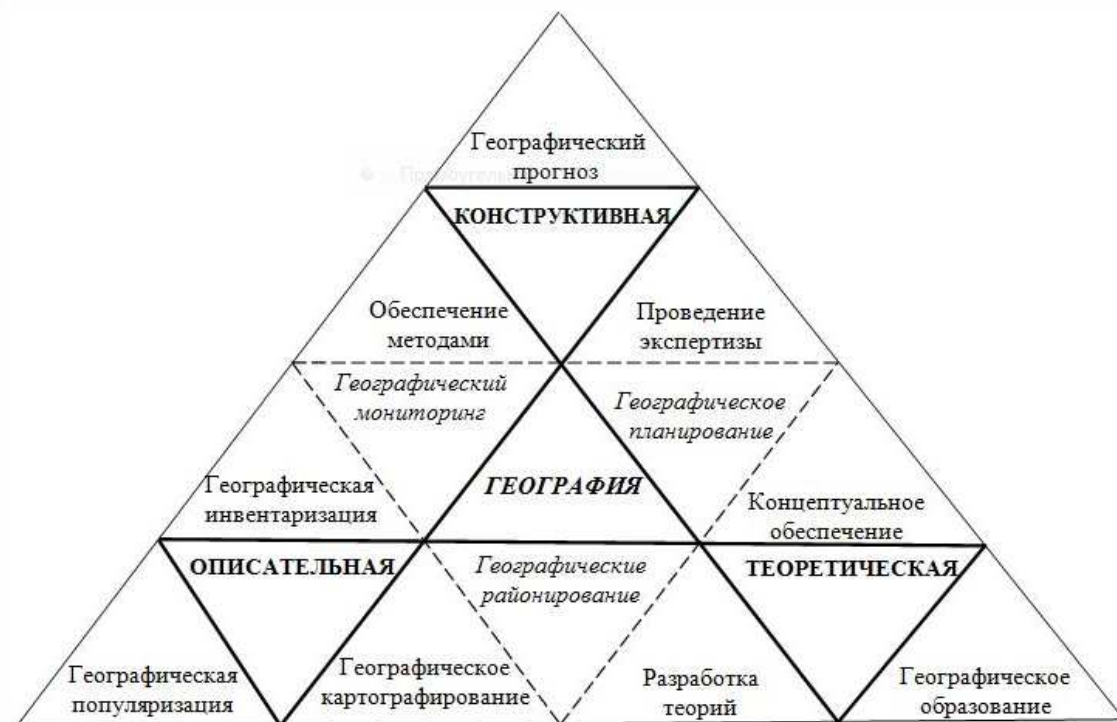 Географический
прогноз
КОНСТРУКТИВНАЯ
Обеспечение
методами
Проведение
экспертизы
Географический
мониторинг
Географическое
планирование
Географическая
инвентаризация
ГЕОГРАФИЯ
Концептуальное
обеспечение
ОПИСАТЕЛЬНАЯ
Географические
районирование
ТЕОРЕТИЧЕСКАЯ
Географическая
популяризация
Географическое
картографирование
Разработка
теорий
Географическое
образование